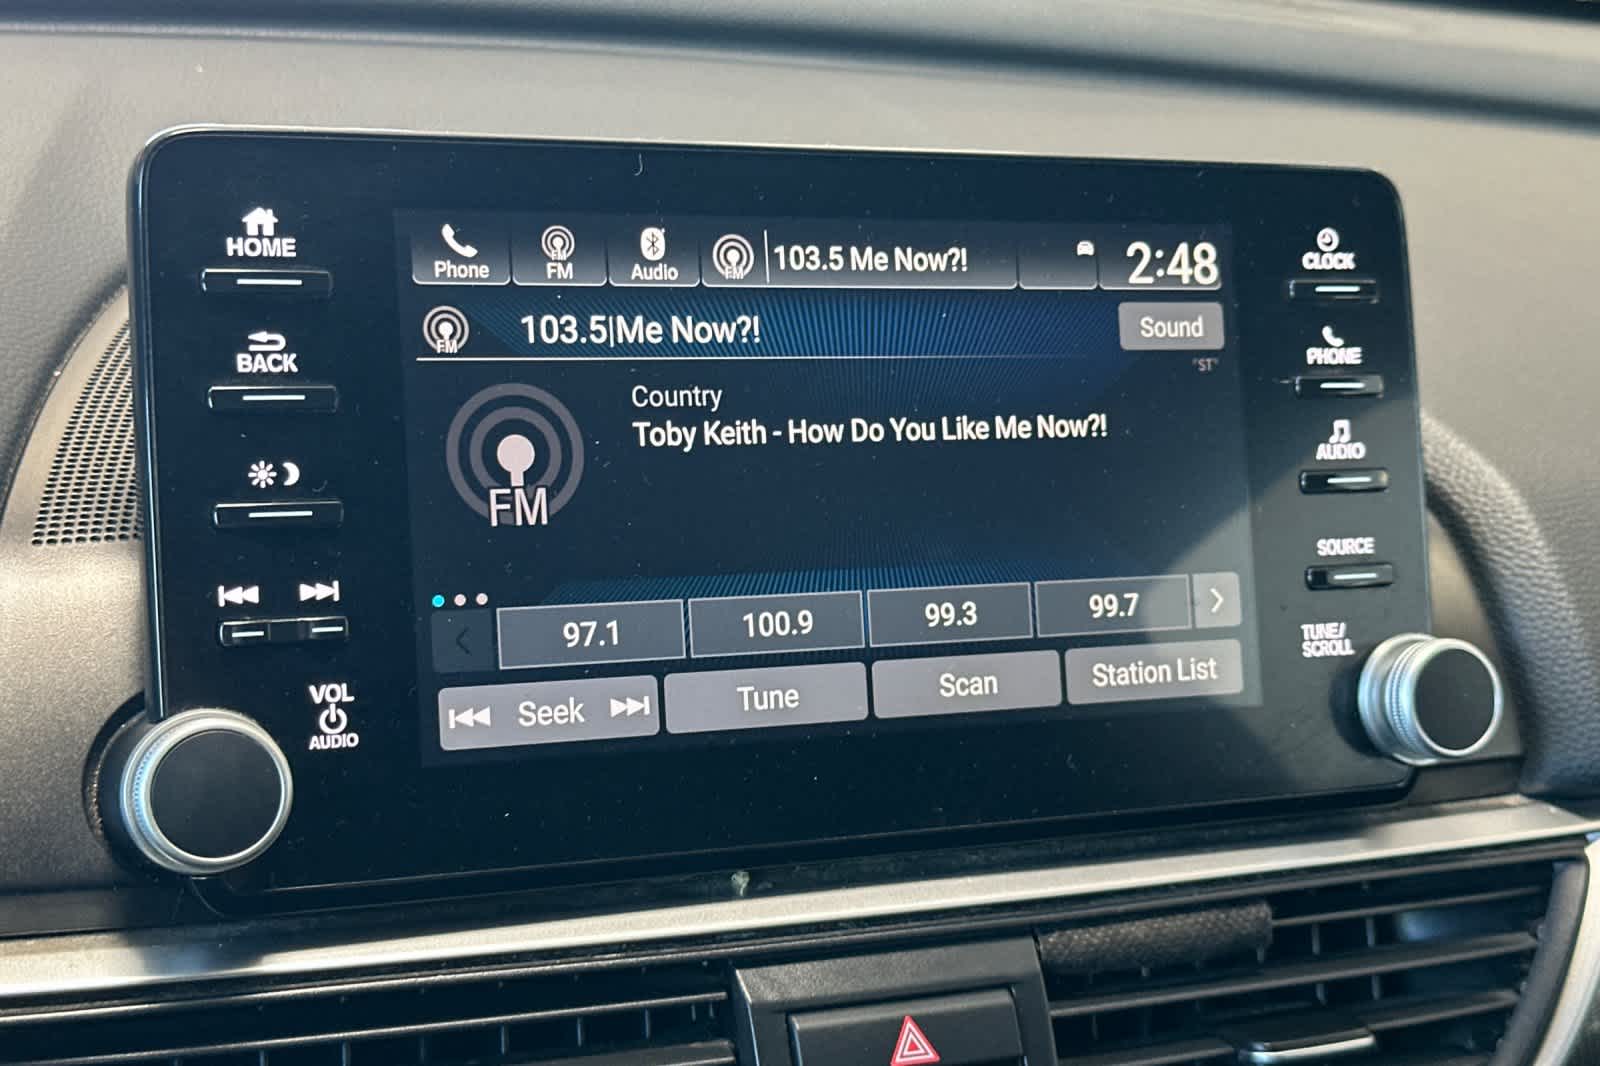 HOME
BACK
VOL
AUDIO
Phone
FM
Audio
FM
103.5 Me Now?!
2:48
FM
103.5|Me Now?!
Sound
"ST"
Country
Toby Keith - How Do You Like Me Now?!
FM
97.1
100.9
99.3
99.7
Seek
Tune
Scan
Station List
CLOCK
PHONE
AUDIO
SOURCE
TUNE/
SCROLL